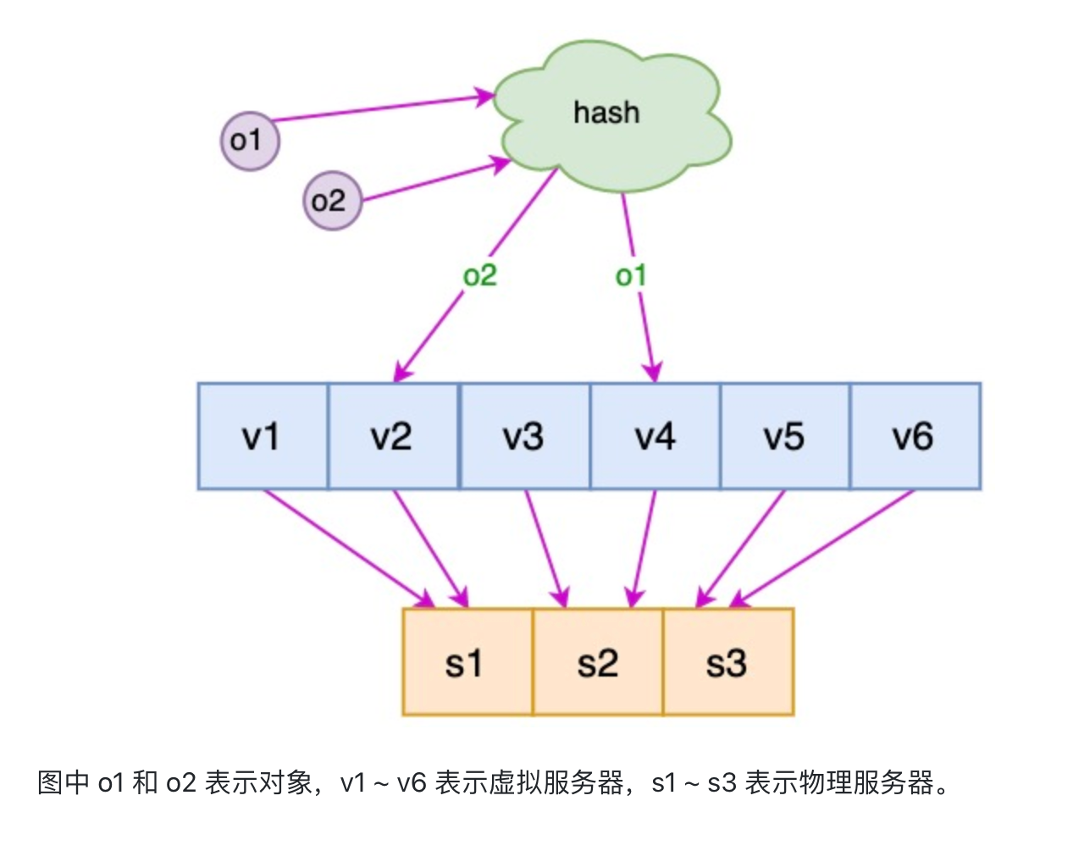 hash
o1
o2
o2
o1
v1 v2 v3 v4 v5 v6
s1 s2 s3
图中 o1 和 o2 表示对象，v1 ~ v6 表示虚拟服务器，s1 ~ s3 表示物理服务器。